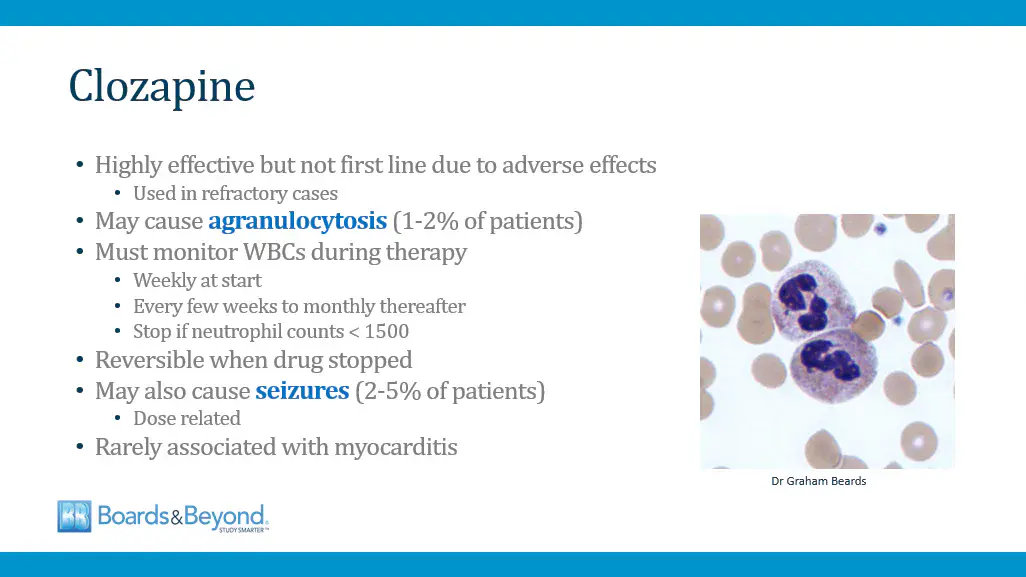 Clozapine
• Highly effective but not first line due to adverse effects
• Used in refractory cases
• May cause agranulocytosis (1-2% of patients)
• Must monitor WBCs during therapy
• Weekly at start
• Every few weeks to monthly thereafter
• Stop if neutrophil counts < 1500
• Reversible when drug stopped
• May also cause seizures (2-5% of patients)
• Dose related
• Rarely associated with myocarditis
Dr Graham Beards
BB Boards&Beyond®
STUDY SMARTER™